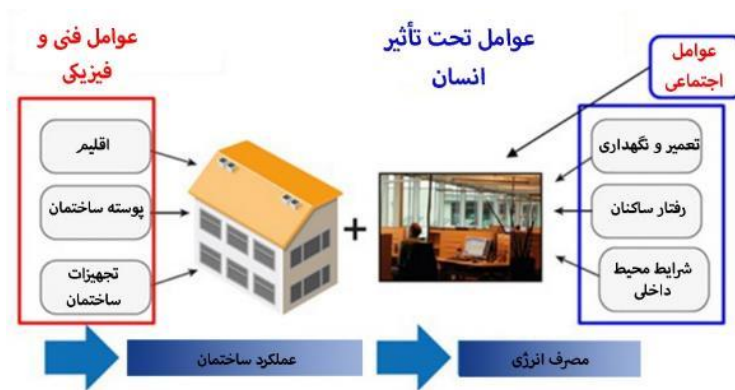 عوامل فنی و
فیزیکی
عوامل تحت تأثیر
انسان
عوامل
اجتماعی
اقلیم
پوسته ساختمان
تجهیزات
ساختمان
+
تعمیر و نگهداری
رفتار ساکنان
شرایط محیط
داخلی
عملکرد ساختمان
مصرف انرژی